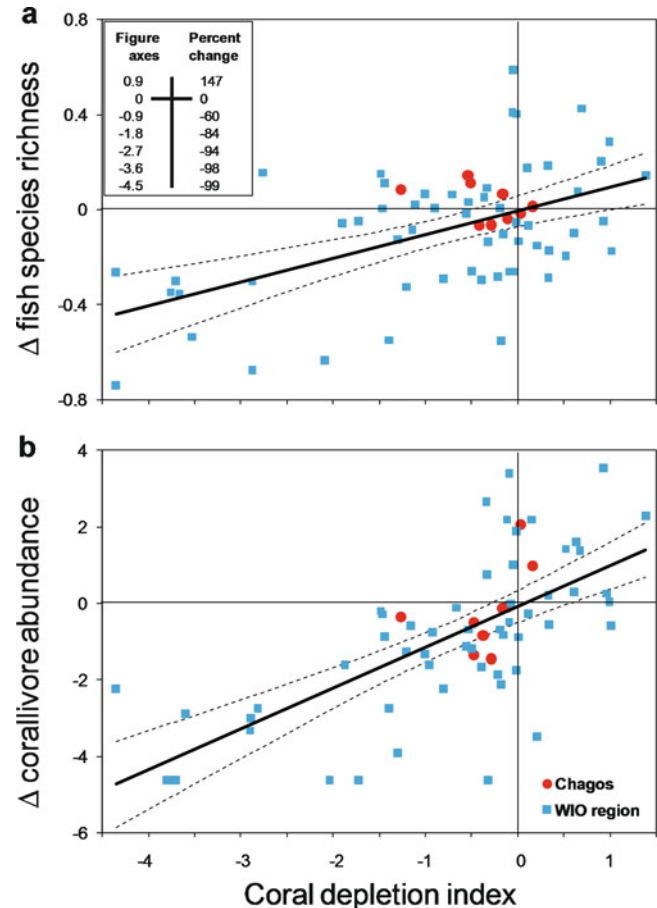 a
Figure axes Percent change
0.9 147
0 0
-0.9 -60
-1.8 -84
-2.7 -94
-3.6 -98
-4.5 -99
0.8
0.4
0
-0.4
-0.8
Δ fish species richness
b
4
2
0
-2
-4
-6
Δ corallivore abundance
Chagos
WIO region
-4 -3 -2 -1 0 1
Coral depletion index